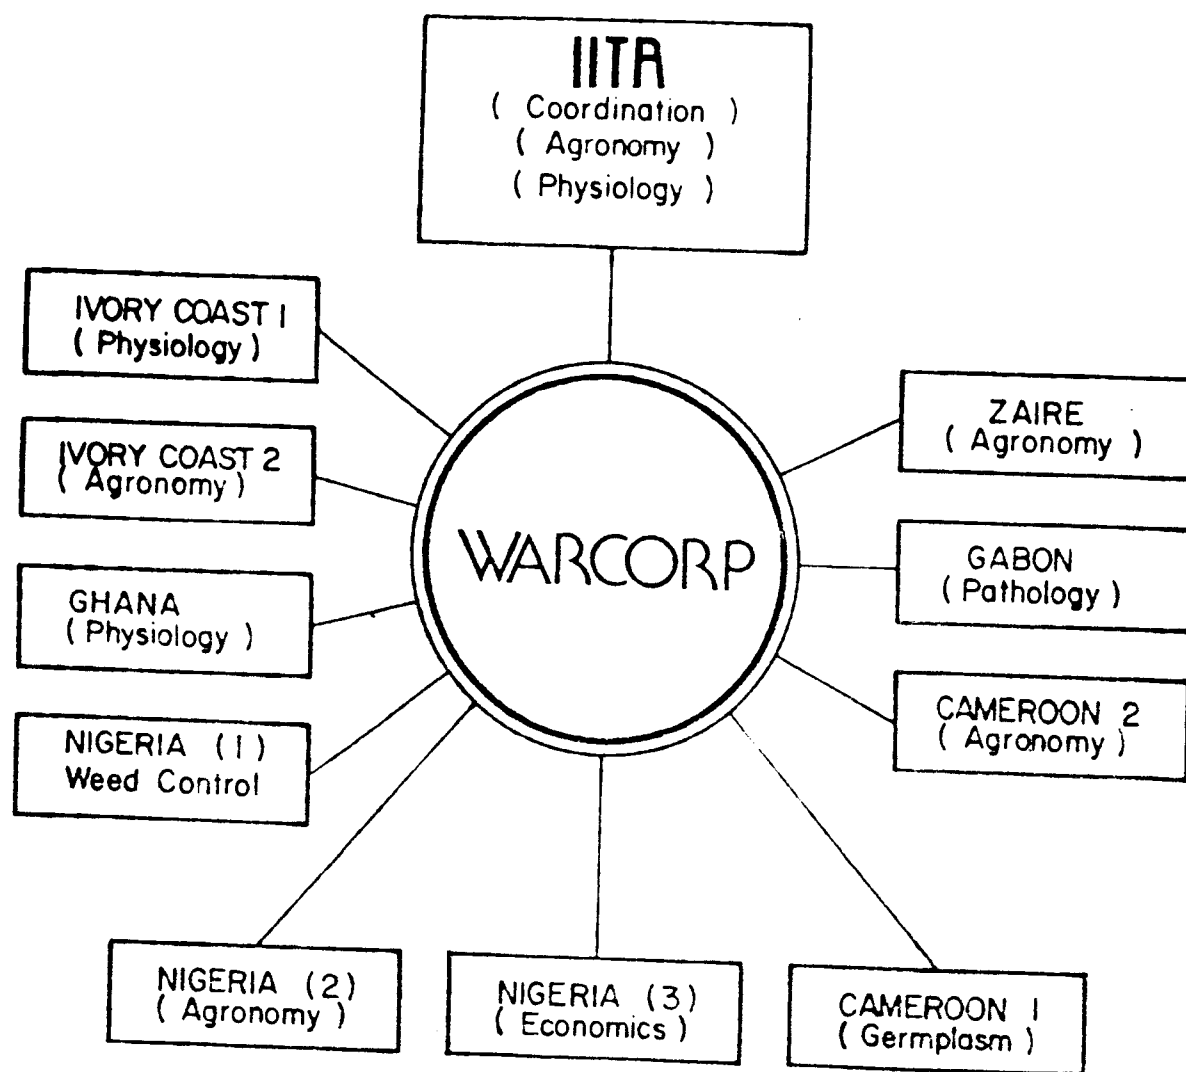 IITA
( Coordination )
( Agronomy )
( Physiology )
IVORY COAST 1
( Physiology )
IVORY COAST 2
( Agronomy )
GHANA
( Physiology )
NIGERIA (1)
Weed Control
NIGERIA (2)
( Agronomy )
NIGERIA (3)
( Economics )
CAMEROON 1
( Germplasm )
CAMEROON 2
( Agronomy )
GABON
( Pathology )
ZAIRE
( Agronomy )
WARCORP